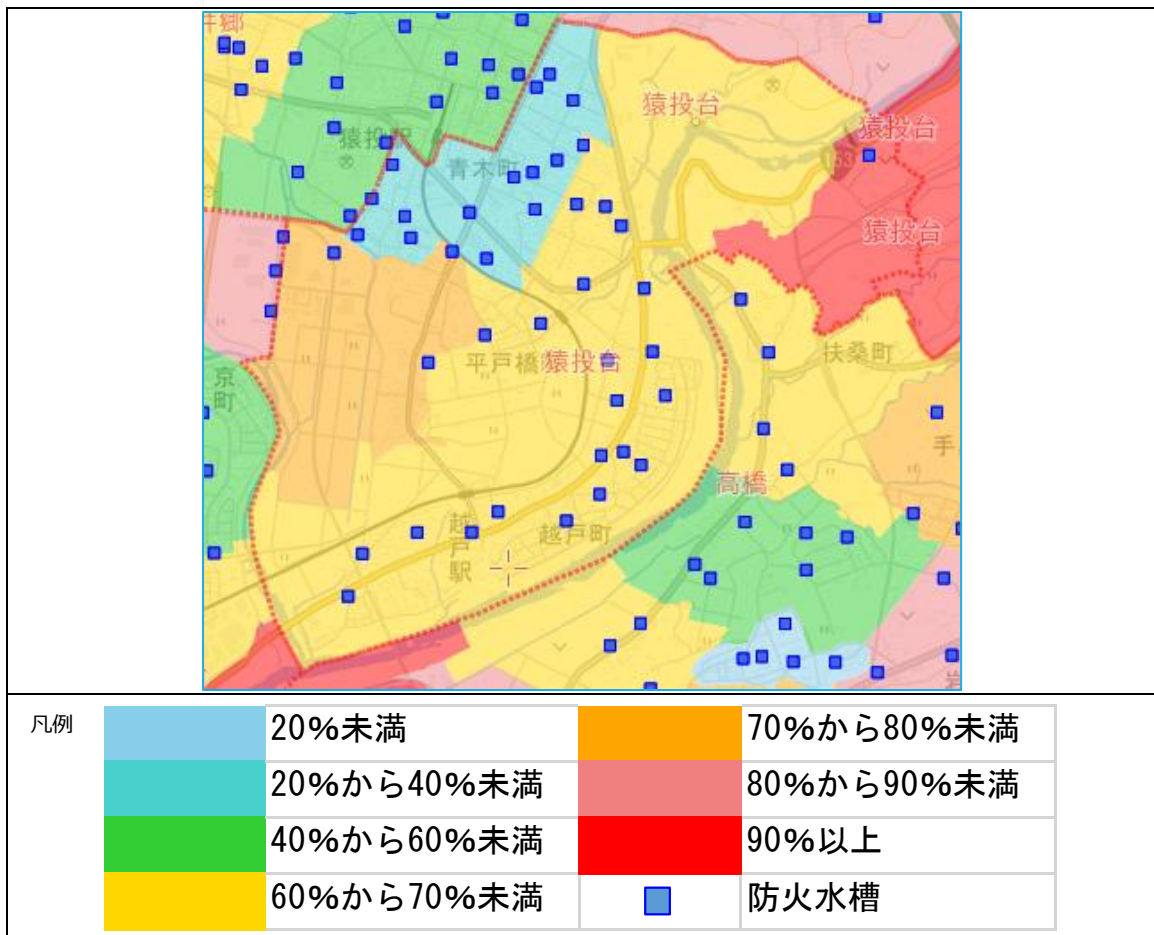 井郷
猿投台
猿投駅
猿投台
153
青木町
猿投台
扶桑町
平戸橋
猿投台
京町
手
高橋
越戸駅
越戸町
岩
凡例
20%未満
70%から80%未満
20%から40%未満
80%から90%未満
40%から60%未満
90%以上
60%から70%未満
防火水槽